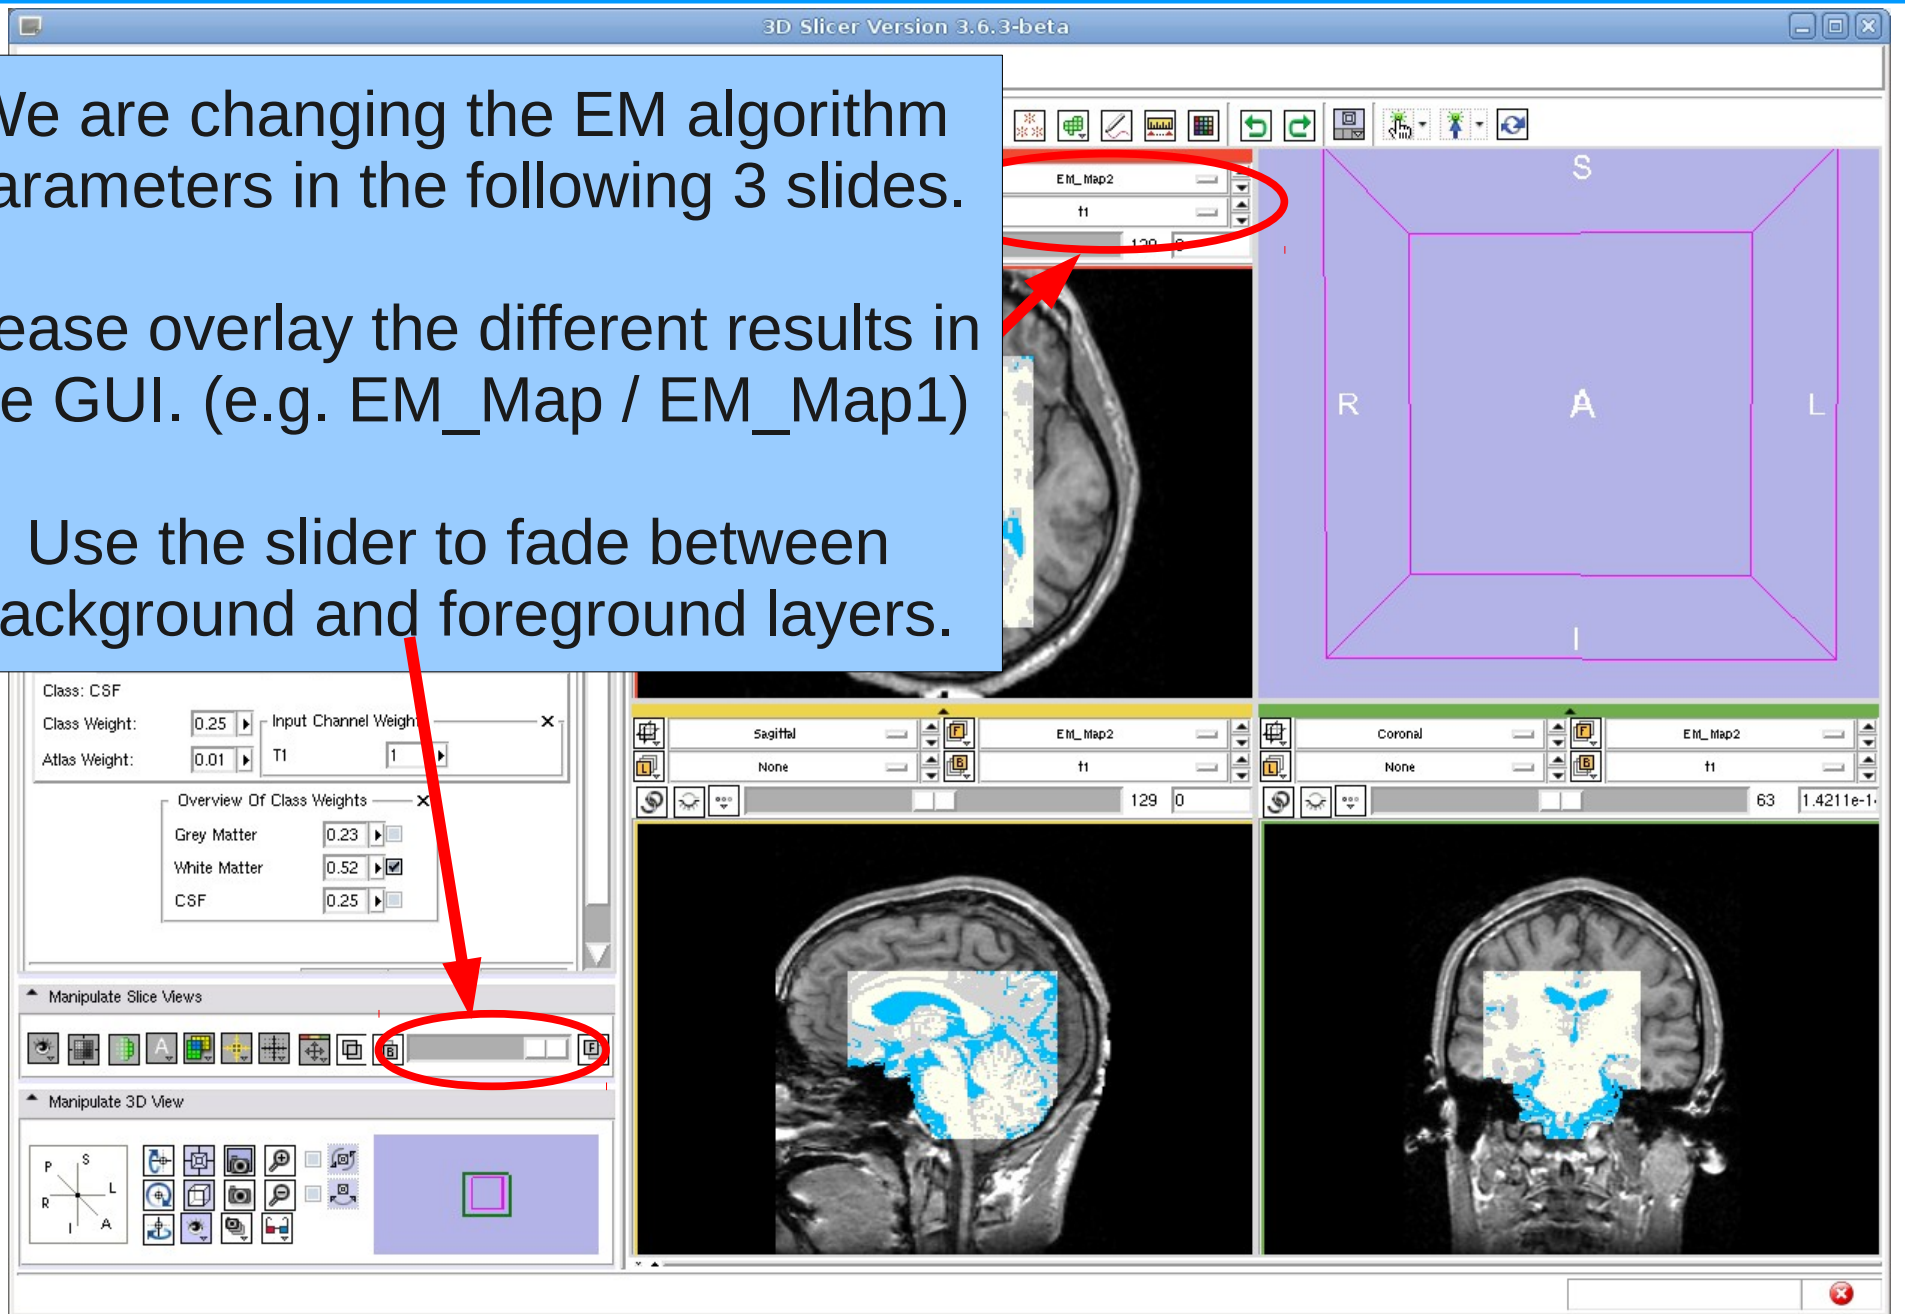 3D Slicer Version 3.6.3-beta
We are changing the EM algorithm
arameters in the following 3 slides.
ease overlay the different results in
e GUI. (e.g. EM_Map / EM_Map1)
Use the slider to fade between
ackground and foreground layers.
EM_Map2
t1
129 0
S
R A L
I
Class: CSF
Class Weight: 0.25 Input Channel Weight
Atlas Weight: 0.01 T1 1
Overview Of Class Weights
Grey Matter 0.23
White Matter 0.52
CSF 0.25
Manipulate Slice Views
A B F
Manipulate 3D View
P S
R L
I A
Sagittal F EM_Map2
L None B t1
129 0
Coronal F EM_Map2
L None B t1
63 1.4211e-1